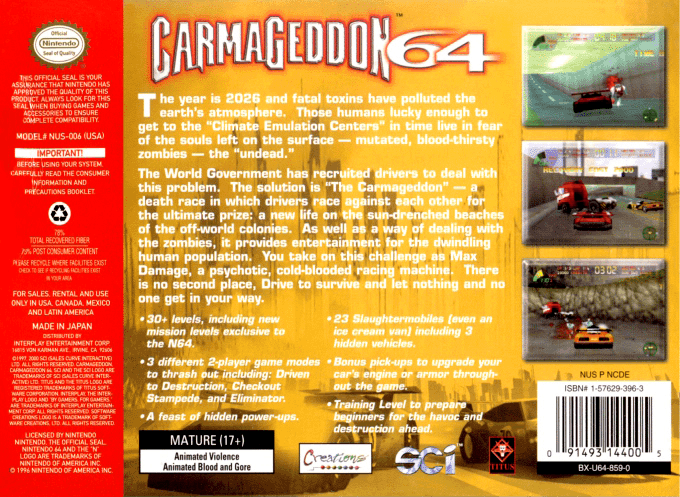 Official
Nintendo
Seal of Quality
THIS OFFICIAL SEAL IS YOUR
ASSURANCE THAT NINTENDO HAS
APPROVED THE QUALITY OF THIS
PRODUCT. ALWAYS LOOK FOR THIS
SEAL WHEN BUYING GAMES AND
ACCESSORIES TO ENSURE
COMPLETE COMPATIBILITY.
MODEL# NUS-006 (USA)
IMPORTANT!
BEFORE USING YOUR SYSTEM,
CAREFULLY READ THE CONSUMER
INFORMATION AND
PRECAUTIONS BOOKLET.
78%
TOTAL RECOVERED FIBER
70% POST CONSUMER CONTENT
PLEASE RECYCLE WHERE FACILITIES EXIST
CHECK TO SEE IF RECYCLING FACILITIES EXIST
IN YOUR AREA
FOR SALES, RENTAL AND USE
ONLY IN USA, CANADA, MEXICO
AND LATIN AMERICA
MADE IN JAPAN
DISTRIBUTED BY
INTERPLAY ENTERTAINMENT CORP.
16815 VON KARMAN AVE., IRVINE, CA 92606
©1997, 2000 SCI (SALES CURVE INTERACTIVE)
LTD. ALL RIGHTS RESERVED. CARMAGEDDON,
CARMAGEDDON 64, SCI AND THE SCI LOGO ARE
TRADEMARKS OF SCI (SALES CURVE INTER-
ACTIVE) LTD. TITUS AND THE TITUS LOGO ARE
REGISTERED TRADEMARKS OF TITUS SOFT-
WARE CORPORATION. INTERPLAY, THE INTER-
PLAY LOGO AND "BY GAMERS. FOR GAMERS."
ARE TRADEMARKS OF INTERPLAY ENTERTAIN-
MENT CORP. ALL RIGHTS RESERVED. SOFTWARE
CREATIONS LOGO IS A TRADEMARK OF SOFT-
WARE CREATIONS, LTD. ALL RIGHTS RESERVED.
LICENSED BY NINTENDO
NINTENDO, THE OFFICIAL SEAL,
NINTENDO 64 AND THE "N"
LOGO ARE TRADEMARKS OF
NINTENDO OF AMERICA INC.
© 1996 NINTENDO OF AMERICA INC.
CARMAGEDDON 64 ™
The year is 2026 and fatal toxins have polluted the
earth's atmosphere. Those humans lucky enough to
get to the "Climate Emulation Centers" in time live in fear
of the souls left on the surface — mutated, blood-thirsty
zombies — the "undead."
The World Government has recruited drivers to deal with
this problem. The solution is "The Carmageddon" — a
death race in which drivers race against each other for
the ultimate prize: a new life on the sun-drenched beaches
of the off-world colonies. As well as a way of dealing with
the zombies, it provides entertainment for the dwindling
human population. You take on this challenge as Max
Damage, a psychotic, cold-blooded racing machine. There
is no second place, Drive to survive and let nothing and no
one get in your way.
• 30+ levels, including new
mission levels exclusive to
the N64.
• 3 different 2-player game modes
to thrash out including: Driven
to Destruction, Checkout
Stampede, and Eliminator.
• A feast of hidden power-ups.
• 23 Slaughtermobiles (even an
ice cream van) including 3
hidden vehicles.
• Bonus pick-ups to upgrade your
car's engine or armor through-
out the game.
• Training Level to prepare
beginners for the havoc and
destruction ahead.
MATURE (17+)
Animated Violence
Animated Blood and Gore
Creations
SCi
TITUS
NUS P NCDE
ISBN# 1-57629-396-3
0 91493 14400 5
BX-U64-859-0